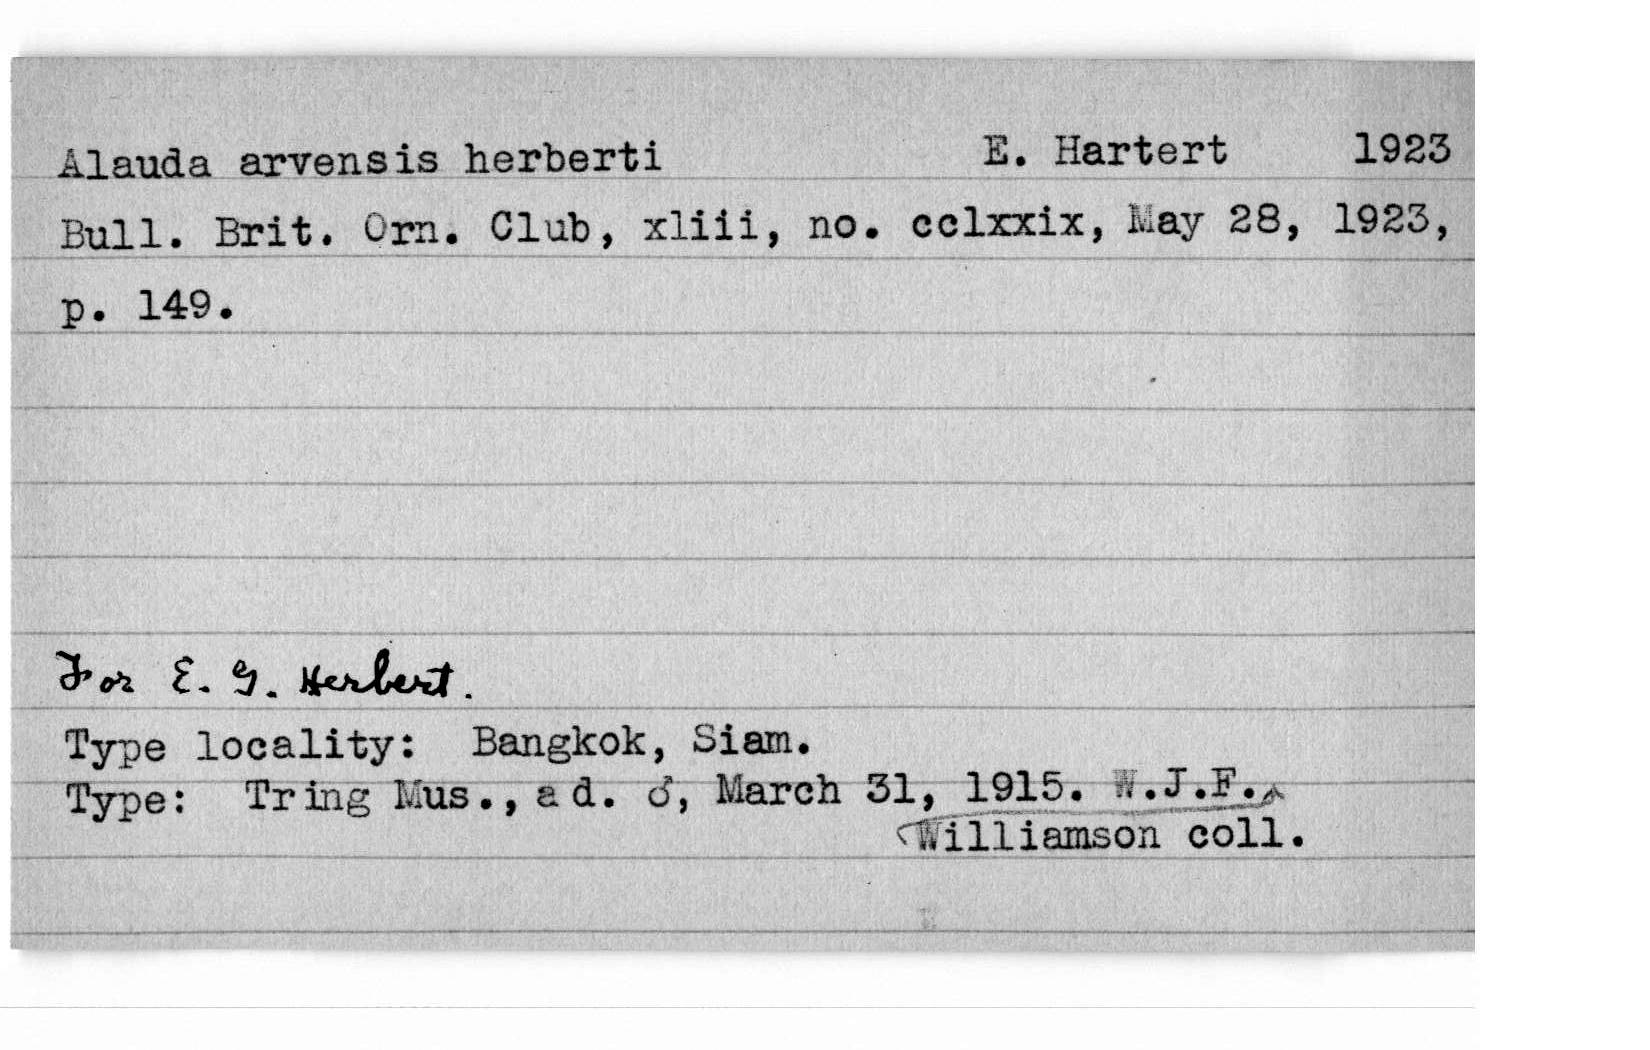 Alauda arvensis herberti E. Hartert 1923
Bull. Brit. Orn. Club, xliii, no. cclxxix, May 28, 1923,
p. 149.
For E. G. Herbert.
Type locality: Bangkok, Siam.
Type: Tring Mus., ad. ♂, March 31, 1915. W.J.F.
Williamson coll.